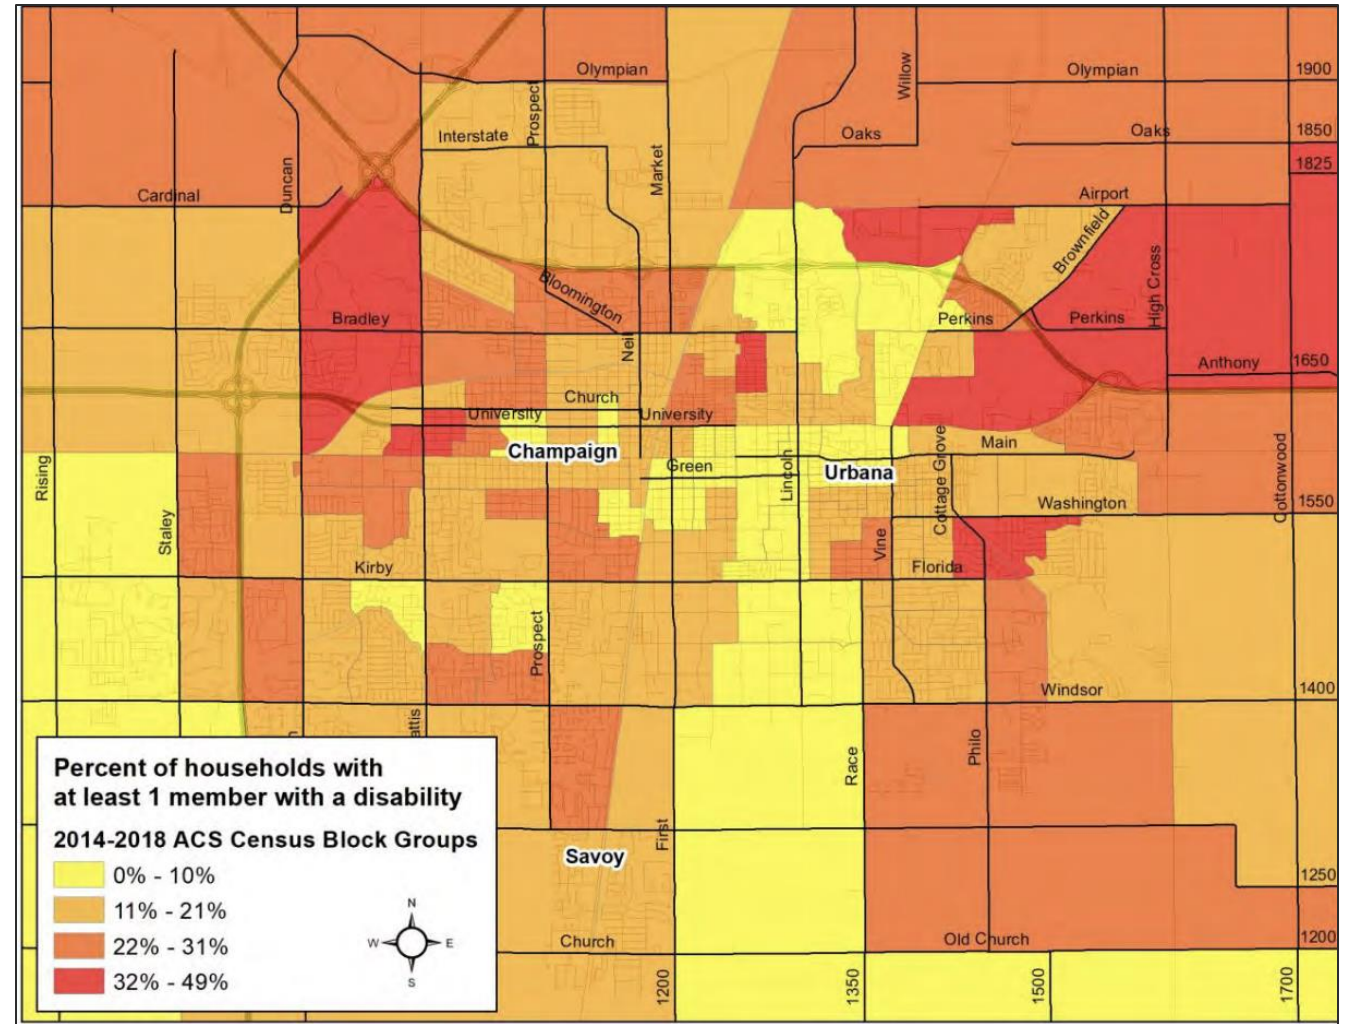 Olympian
Olympian
1900
Willow
Prospect
Interstate
Oaks
Oaks
1850
Market
1825
Duncan
Cardinal
Airport
Brownfield
High Cross
Bloomington
Bradley
Perkins
Perkins
Neil
Anthony
1650
Church
University
University
Champaign
Green
Lincoln
Urbana
Cottage Grove
Main
Rising
Cottonwood
Washington
1550
Staley
Vine
Kirby
Florida
Prospect
Windsor
1400
attis
n
Race
Philo
Percent of households with
at least 1 member with a disability
2014-2018 ACS Census Block Groups
0% - 10%
11% - 21%
22% - 31%
32% - 49%
N
W
E
S
First
Savoy
1250
Church
Old Church
1200
1200
1350
1500
1700